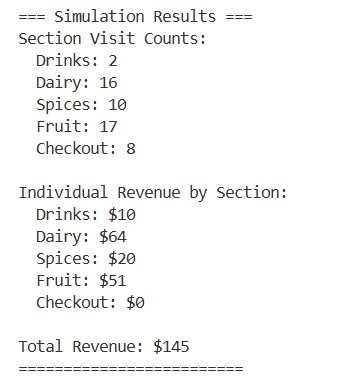 === Simulation Results ===
Section Visit Counts:
Drinks: 2
Dairy: 16
Spices: 10
Fruit: 17
Checkout: 8
Individual Revenue by Section:
Drinks: $10
Dairy: $64
Spices: $20
Fruit: $51
Checkout: $0
Total Revenue: $145
=========================